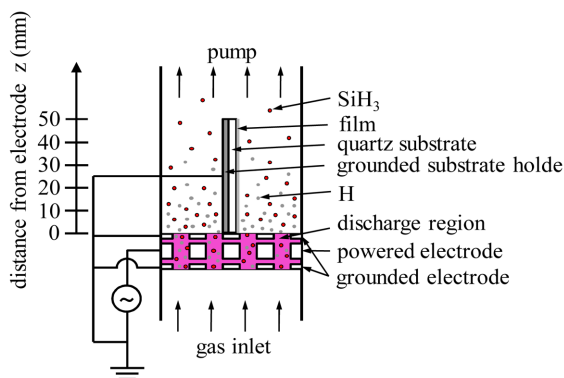 pump
distance from electrode z (mm)
SiH3
50
film
40
quartz substrate
30
grounded substrate holde
20
H
10
discharge region
0
powered electrode
grounded electrode
~
gas inlet